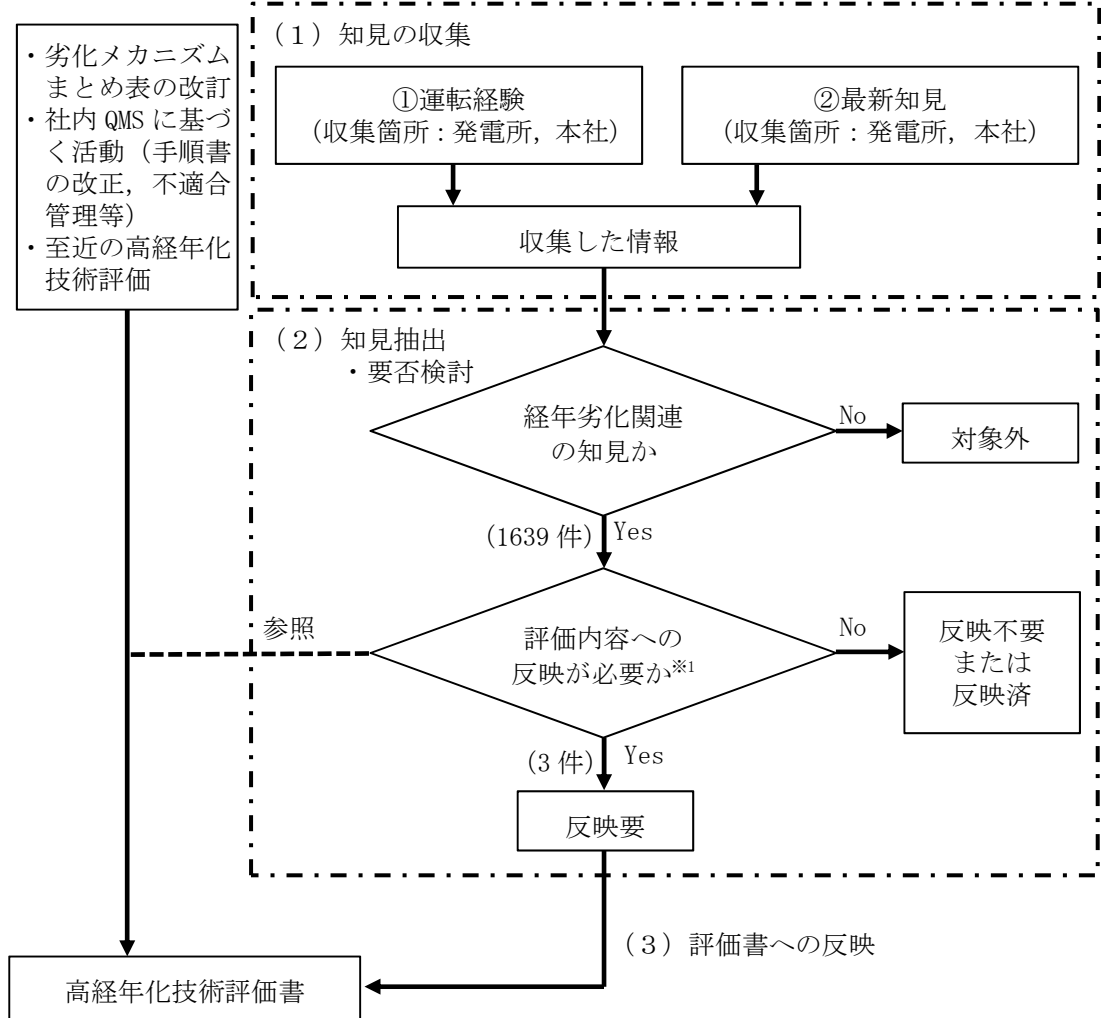 ・劣化メカニズム
まとめ表の改訂
・社内 QMS に基づ
く活動（手順書
の改正，不適合
管理等）
・至近の高経年化
技術評価
（１）知見の収集
①運転経験
（収集箇所：発電所，本社）
②最新知見
（収集箇所：発電所，本社）
収集した情報
（２）知見抽出
・要否検討
経年劣化関連
の知見か
No
対象外
(1639 件)
Yes
参照
評価内容への
反映が必要か※1
No
反映不要
または
反映済
(3 件)
Yes
反映要
（３）評価書への反映
高経年化技術評価書